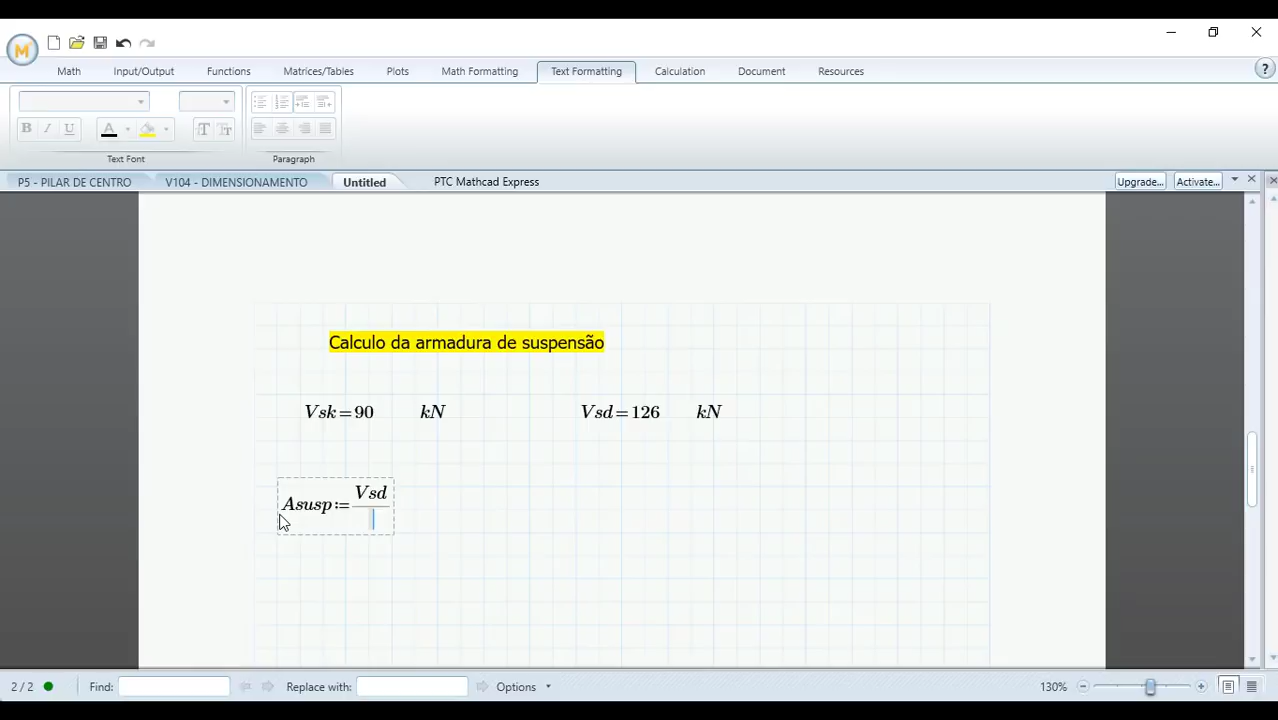 M
?
Math Input/Output Functions Matrices/Tables Plots Math Formatting Text Formatting Calculation Document Resources
B I U A T Tт
Text Font Paragraph
P5 - PILAR DE CENTRO V104 - DIMENSIONAMENTO Untitled PTC Mathcad Express Upgrade... Activate...
Calculo da armadura de suspensão
Vsk=90 kN Vsd=126 kN
Asusp:=Vsd/
2 / 2 Find: Replace with: Options 130%